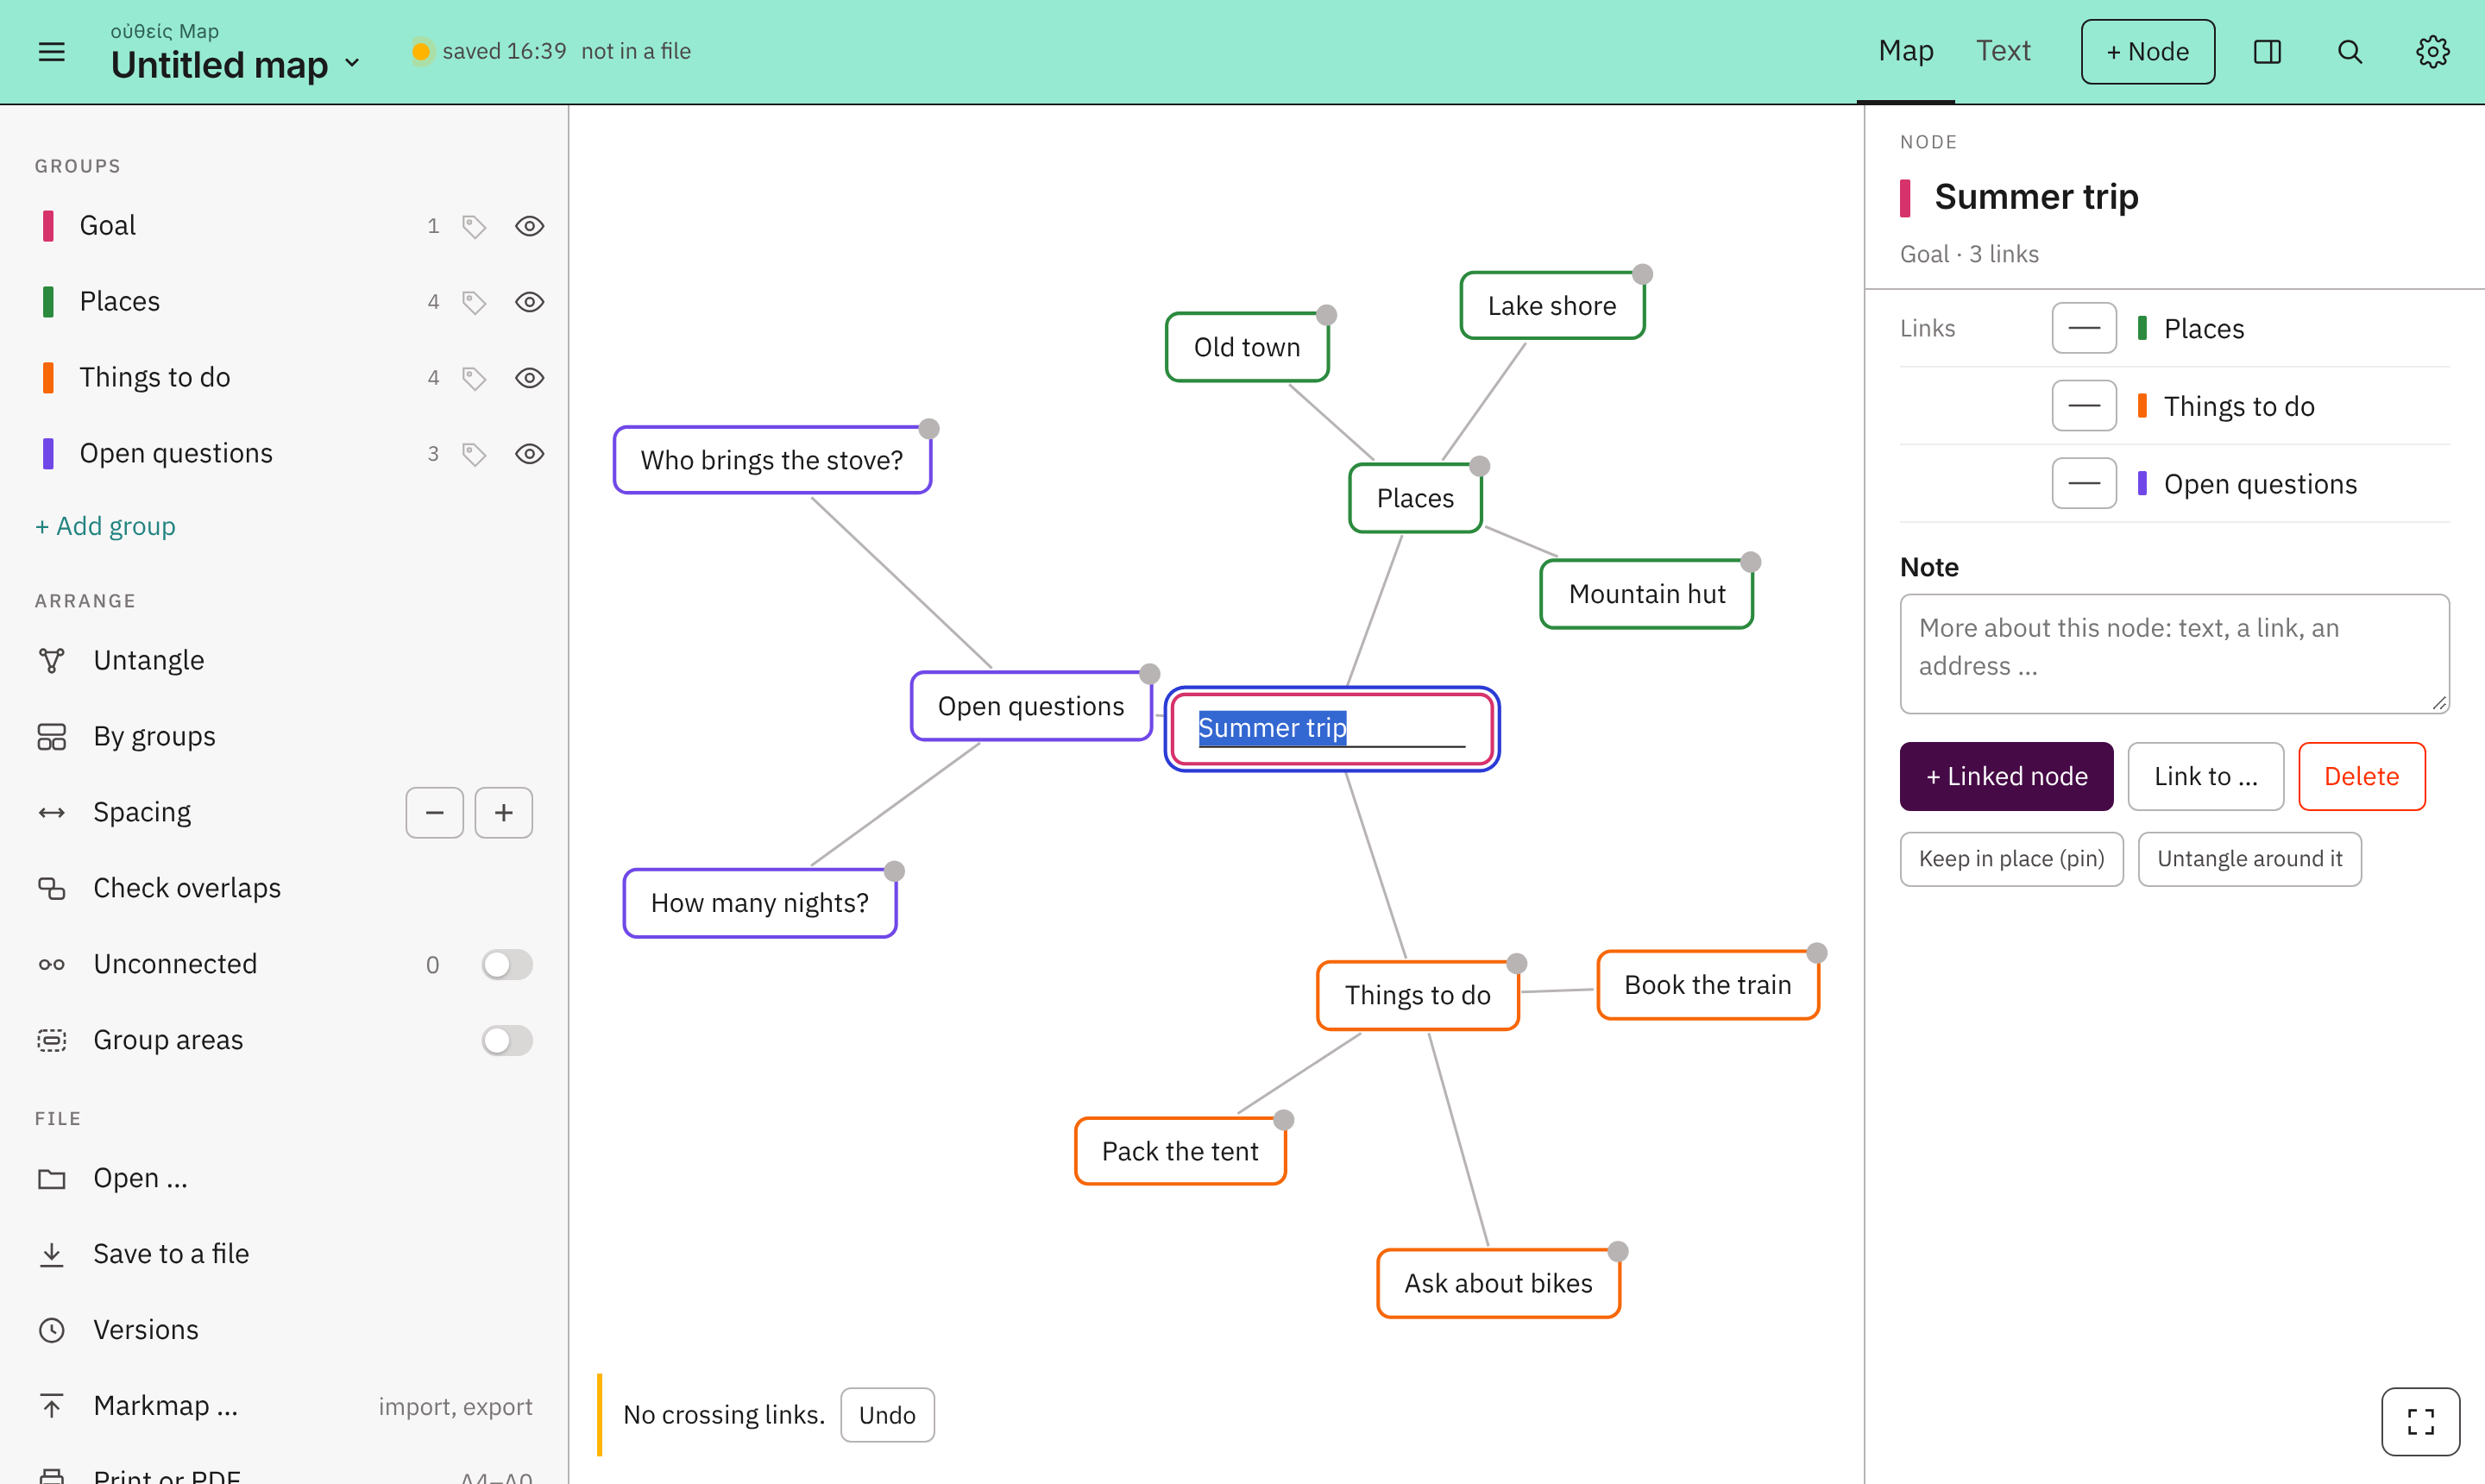 οὐθείς Map
Untitled map
saved 16:39 not in a file
Map
Text
+ Node
GROUPS
Goal 1
Places 4
Things to do 4
Open questions 3
+ Add group
ARRANGE
Untangle
By groups
Spacing − +
Check overlaps
Unconnected 0
Group areas
FILE
Open ...
Save to a file
Versions
Markmap ... import, export
Print or PDF A4–A0
Lake shore
Old town
Who brings the stove?
Places
Mountain hut
Open questions
Summer trip
How many nights?
Things to do
Book the train
Pack the tent
Ask about bikes
No crossing links. Undo
NODE
Summer trip
Goal · 3 links
Links — Places
— Things to do
— Open questions
Note
More about this node: text, a link, an
address ...
+ Linked node
Link to ...
Delete
Keep in place (pin)
Untangle around it